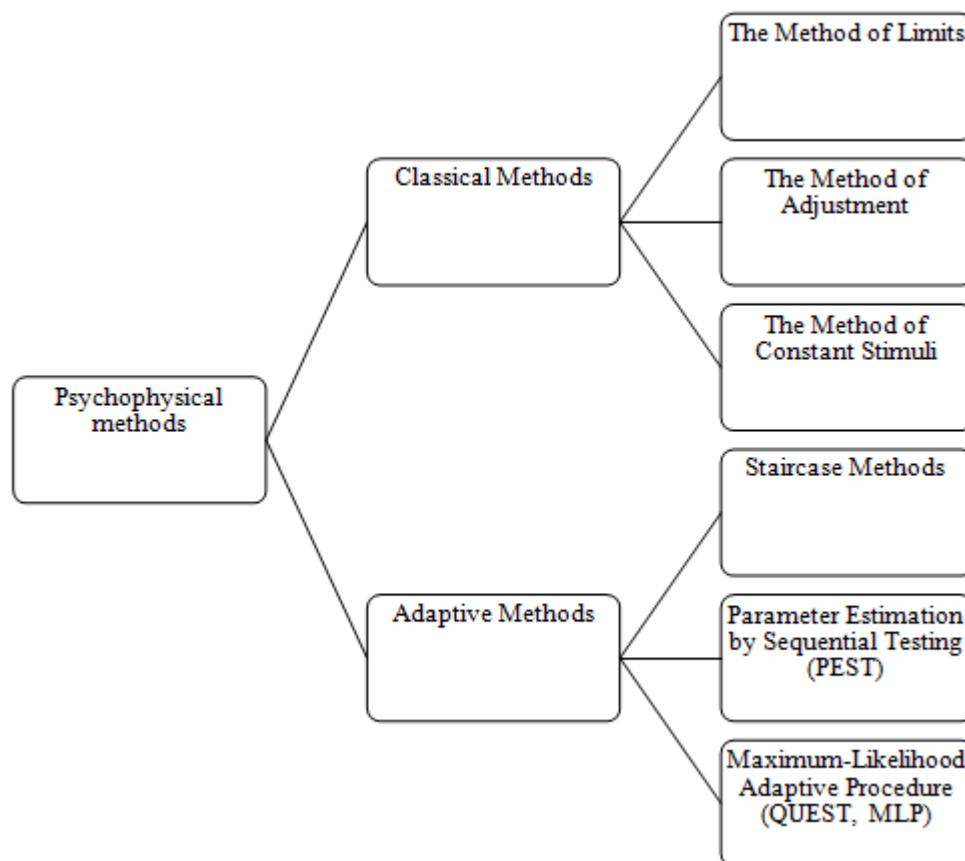 Psychophysical
methods
Classical Methods
The Method of Limits
The Method of
Adjustment
The Method of
Constant Stimuli
Adaptive Methods
Staircase Methods
Parameter Estimation
by Sequential Testing
(PEST)
Maximum-Likelihood
Adaptive Procedure
(QUEST, MLP)